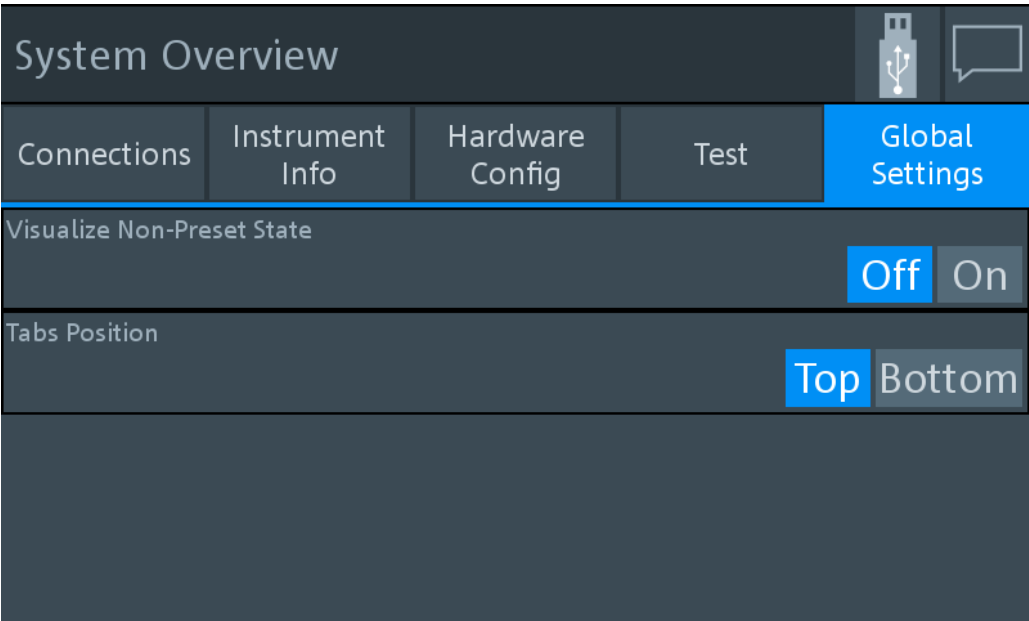 System Overview
Connections
Instrument
Info
Hardware
Config
Test
Global
Settings
Visualize Non-Preset State
Off On
Tabs Position
Top Bottom